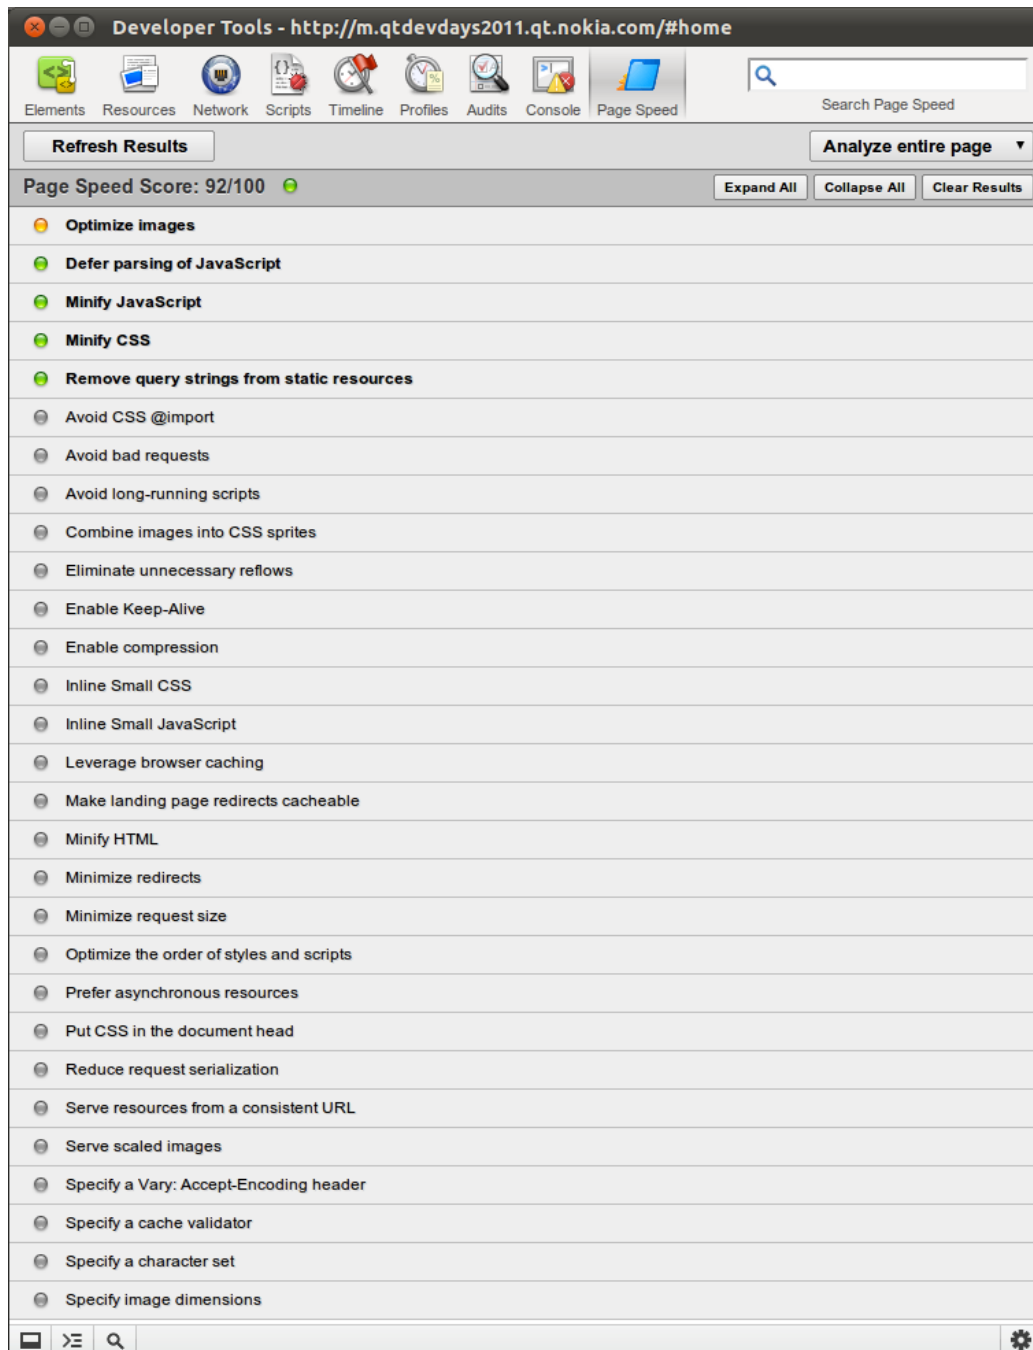 Developer Tools - http://m.qtdevdays2011.qt.nokia.com/#home
Elements Resources Network Scripts Timeline Profiles Audits Console Page Speed Search Page Speed
Refresh Results Analyze entire page
Page Speed Score: 92/100 Expand All Collapse All Clear Results
Optimize images
Defer parsing of JavaScript
Minify JavaScript
Minify CSS
Remove query strings from static resources
Avoid CSS @import
Avoid bad requests
Avoid long-running scripts
Combine images into CSS sprites
Eliminate unnecessary reflows
Enable Keep-Alive
Enable compression
Inline Small CSS
Inline Small JavaScript
Leverage browser caching
Make landing page redirects cacheable
Minify HTML
Minimize redirects
Minimize request size
Optimize the order of styles and scripts
Prefer asynchronous resources
Put CSS in the document head
Reduce request serialization
Serve resources from a consistent URL
Serve scaled images
Specify a Vary: Accept-Encoding header
Specify a cache validator
Specify a character set
Specify image dimensions